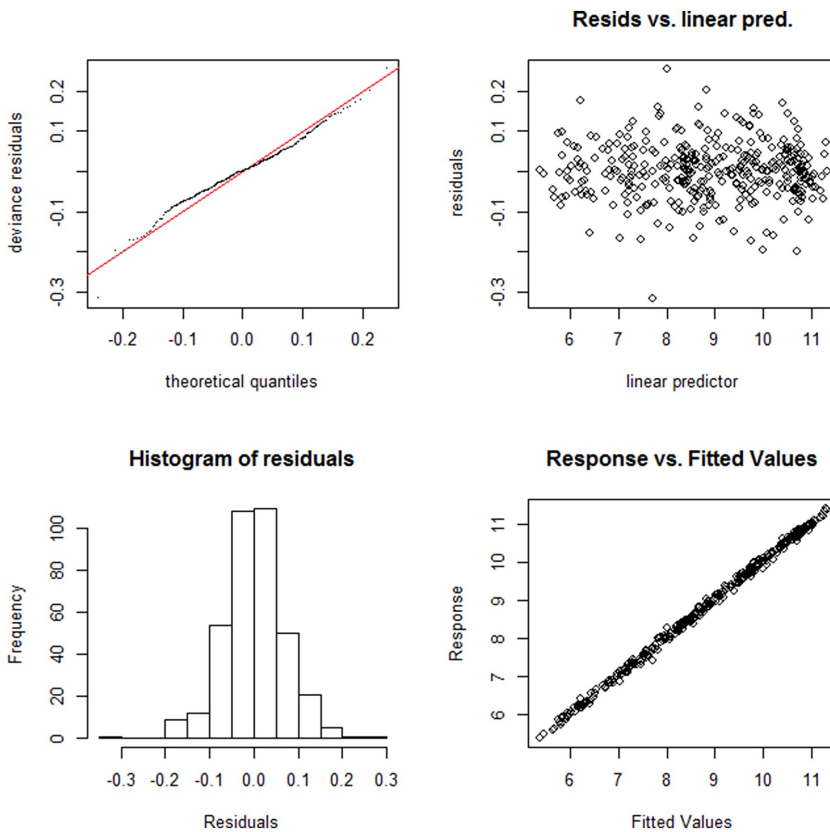 deviance residuals
-0.3
-0.1
0.1
0.2
-0.2 -0.1 0.0 0.1 0.2
theoretical quantiles
Resids vs. linear pred.
residuals
-0.3
-0.1
0.1
0.2
6 7 8 9 10 11
linear predictor
Histogram of residuals
Frequency
0 20 40 60 80 100
-0.3 -0.2 -0.1 0.0 0.1 0.2 0.3
Residuals
Response vs. Fitted Values
Response
6 7 8 9 10 11
6 7 8 9 10 11
Fitted Values